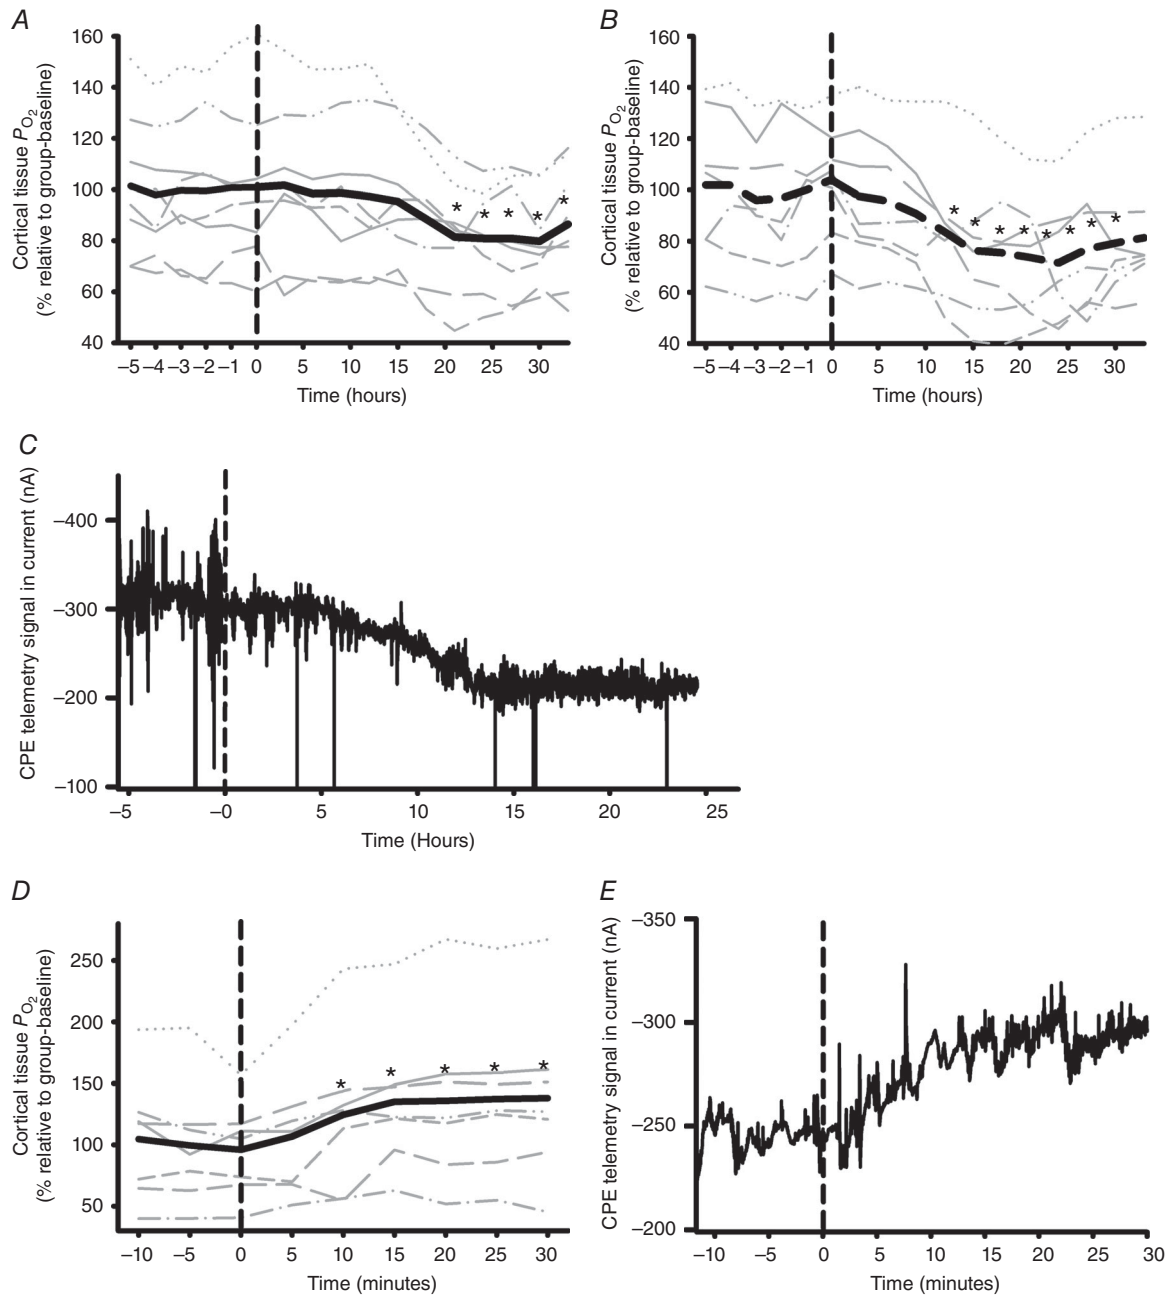 A
B
Cortical tissue PO2
(% relative to group-baseline)
160
140
120
100
80
60
40
* * * * *
–5 –4 –3 –2 –1 0 5 10 15 20 25 30
Time (hours)
Cortical tissue PO2
(% relative to group-baseline)
160
140
120
100
80
60
40
* * * * * * * *
–5 –4 –3 –2 –1 0 5 10 15 20 25 30
Time (hours)
C
CPE telemetry signal in current (nA)
–400
–300
–200
–100
–5 –0 5 10 15 20 25
Time (Hours)
D
Cortical tissue PO2
(% relative to group-baseline)
250
200
150
100
50
* * * * *
–10 –5 0 5 10 15 20 25 30
Time (minutes)
E
CPE telemetry signal in current (nA)
–350
–300
–250
–200
–10 –5 0 5 10 15 20 25 30
Time (minutes)